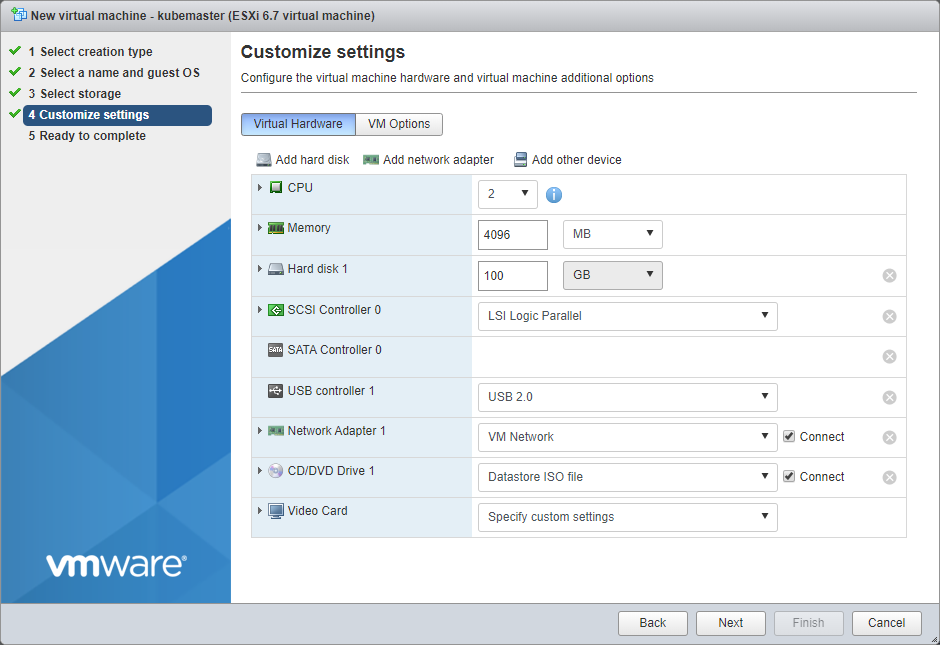 New virtual machine - kubemaster (ESXi 6.7 virtual machine)
1 Select creation type
2 Select a name and guest OS
3 Select storage
4 Customize settings
5 Ready to complete
vmware®
Customize settings
Configure the virtual machine hardware and virtual machine additional options
Virtual Hardware VM Options
Add hard disk Add network adapter Add other device
CPU 2 i
Memory 4096 MB
Hard disk 1 100 GB
SCSI Controller 0 LSI Logic Parallel
SATA SATA Controller 0
USB controller 1 USB 2.0
Network Adapter 1 VM Network Connect
CD/DVD Drive 1 Datastore ISO file Connect
Video Card Specify custom settings
Back Next Finish Cancel